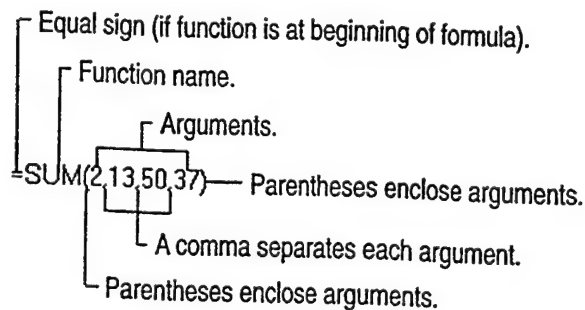 Equal sign (if function is at beginning of formula).
Function name.
Arguments.
=SUM(2,13,50,37) Parentheses enclose arguments.
A comma separates each argument.
Parentheses enclose arguments.